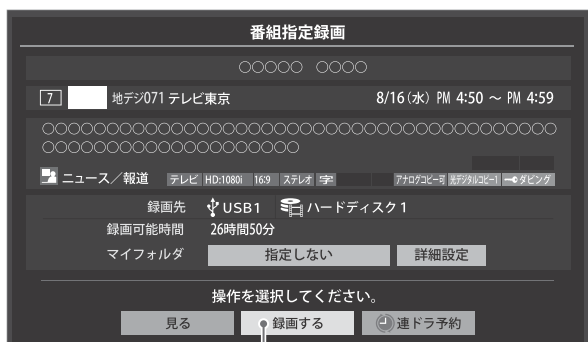 番組指定録画
○○○○○ ○○○○
7 地デジ071 テレビ東京 8/16(水) PM 4:50 ～ PM 4:59
○○○○○○○○○○○○○○○○○○○○○○○○○○○○○○○○○○○○○○○○
○○○○○○○○○○○○○○○○○○○○
ニュース／報道 テレビ HD:1080i 16:9 ステレオ 字 アナログコピー可 光デジタルコピー1 ダビング
録画先 USB1 ハードディスク1
録画可能時間 26時間50分
マイフォルダ 指定しない 詳細設定
操作を選択してください。
見る 録画する 連ドラ予約